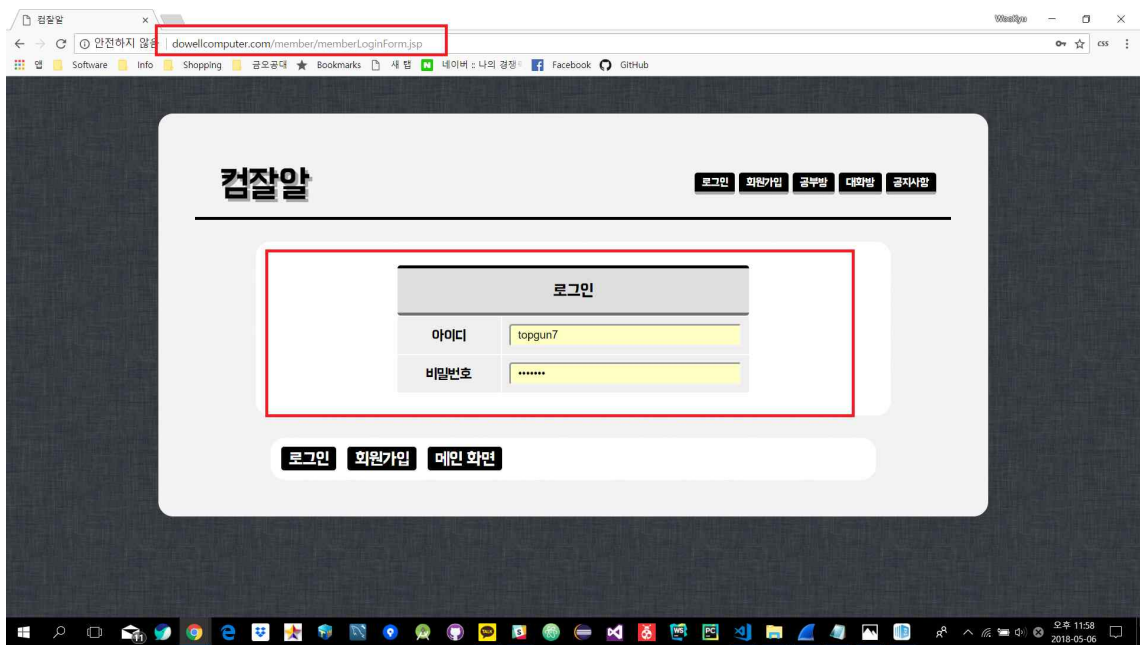 컴잘알
WooKyu
안전하지 않음 dowellcomputer.com/member/memberLoginForm.jsp
css
앱 Software Info Shopping 금오공대 Bookmarks 새 탭 네이버 :: 나의 경쟁 Facebook GitHub
컴잘알
로그인 회원가입 공부방 대화방 공지사항
로그인
아이디 topgun7
비밀번호 •••••••
로그인 회원가입 메인 화면
오후 11:58
2018-05-06